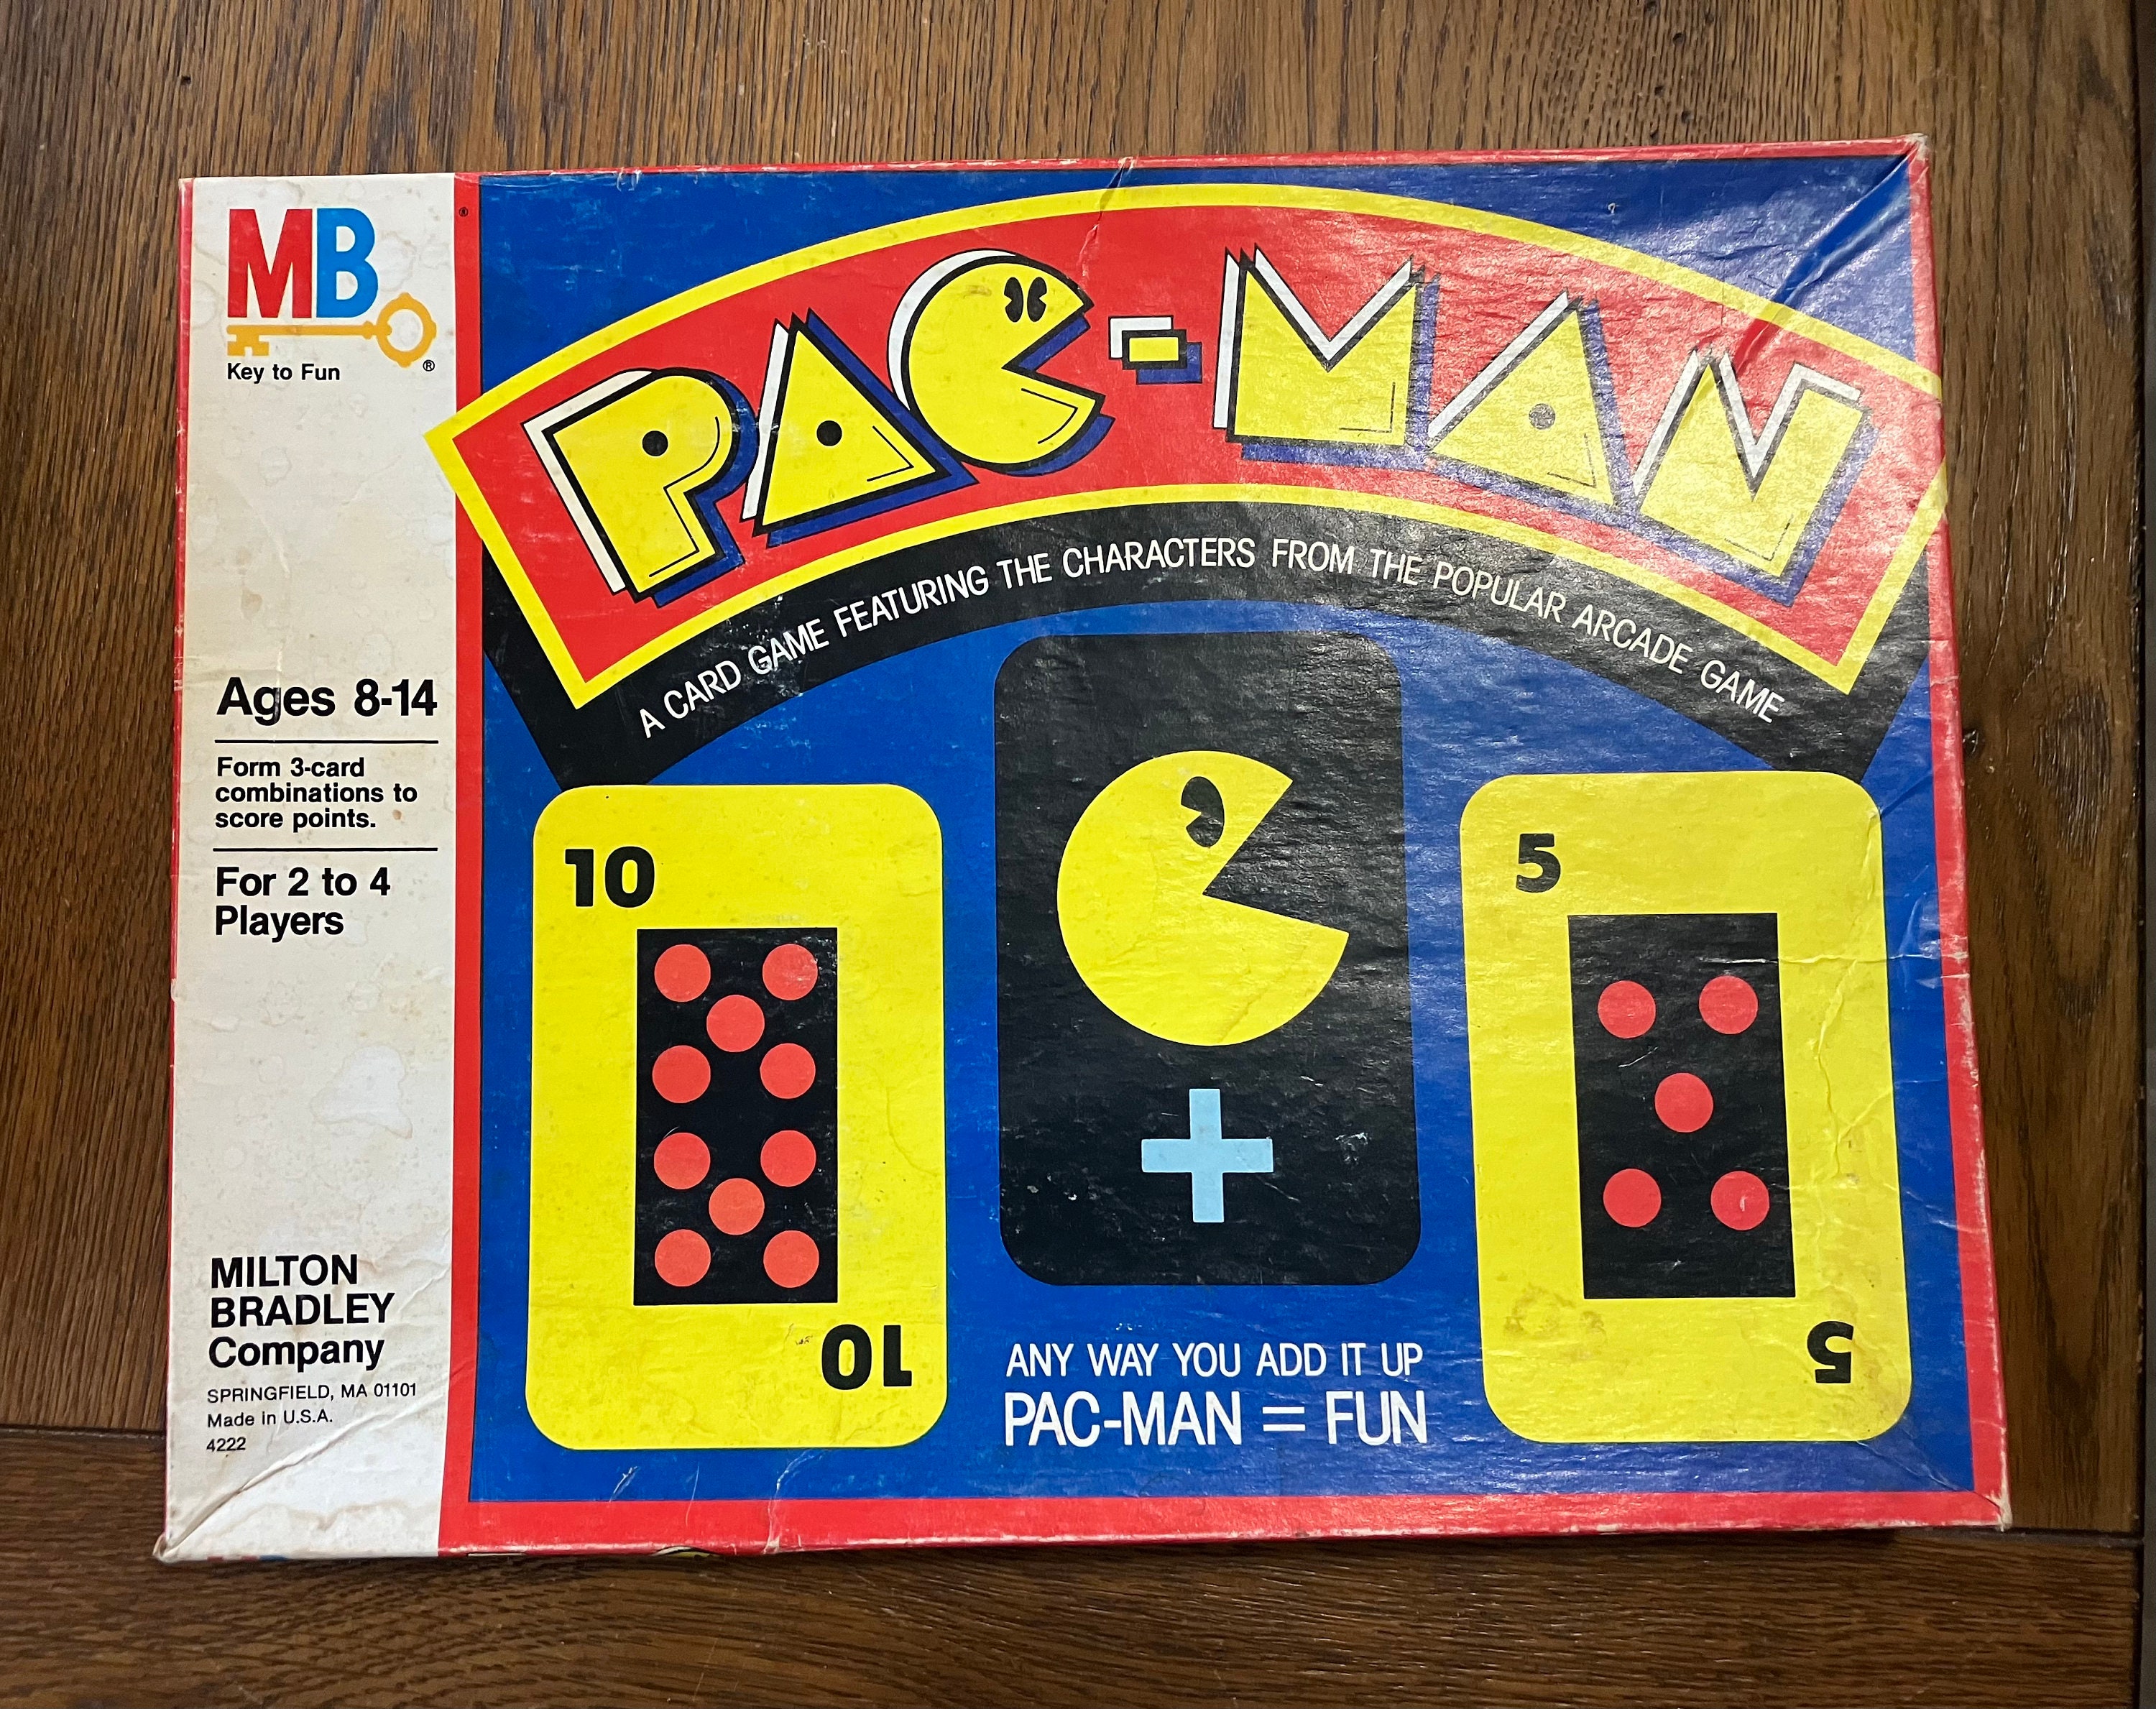 MB
®
Key to Fun
®
PAC-MAN
A CARD GAME FEATURING THE CHARACTERS FROM THE POPULAR ARCADE GAME
Ages 8-14
Form 3-card
combinations to
score points.
For 2 to 4
Players
MILTON
BRADLEY
Company
SPRINGFIELD, MA 01101
Made in U.S.A.
4222
10
10
+
5
5
ANY WAY YOU ADD IT UP
PAC-MAN = FUN